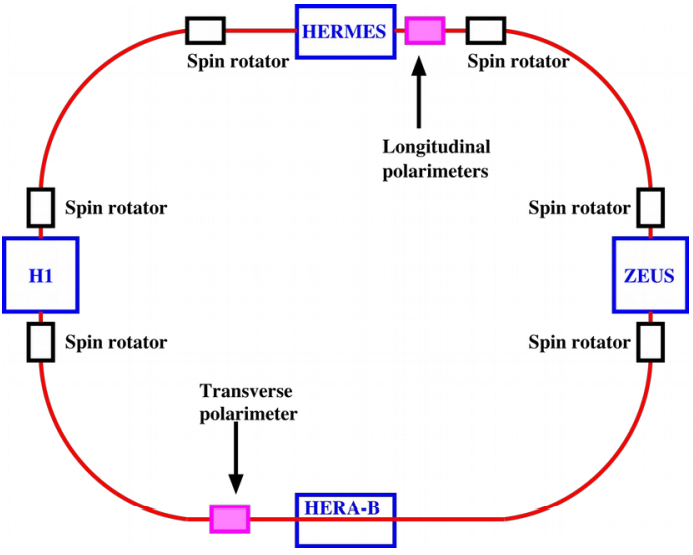 HERMES
Spin rotator
Spin rotator
Longitudinal
polarimeters
Spin rotator
Spin rotator
H1
ZEUS
Spin rotator
Spin rotator
Transverse
polarimeter
HERA-B